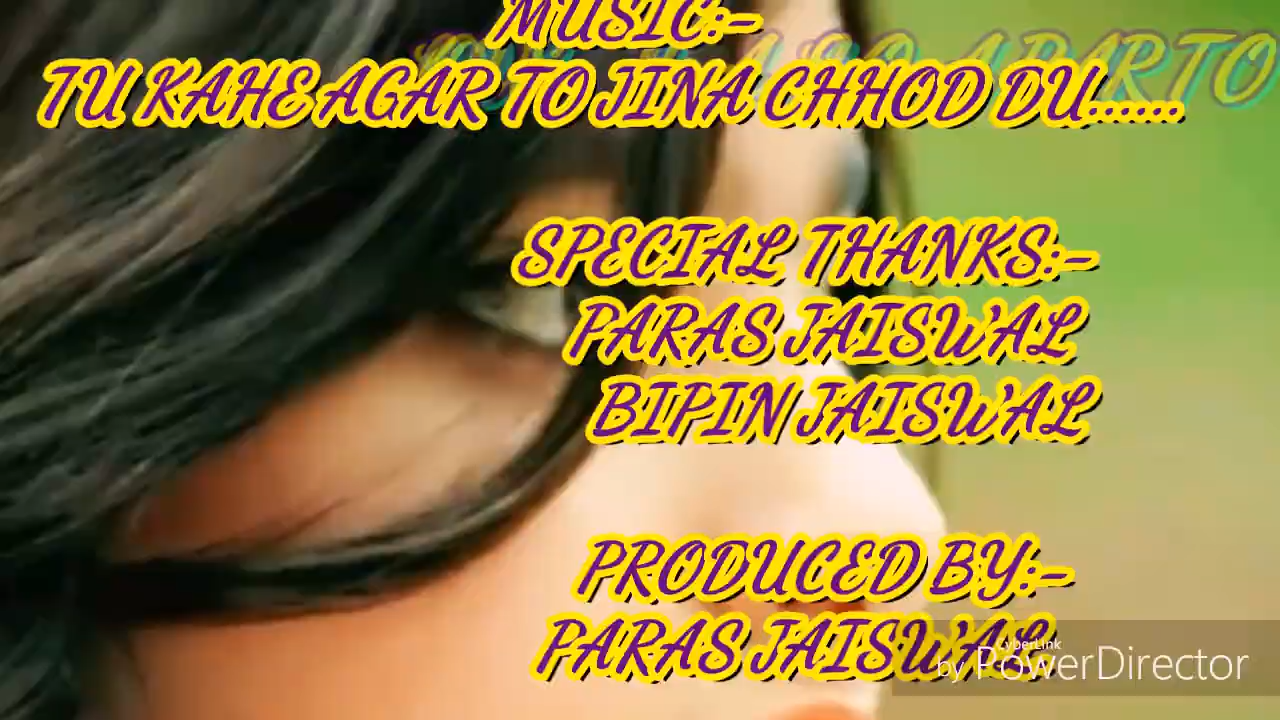 MUSIC:-
TU KAHE AGAR TO JINA CHHOD DU......
SPECIAL THANKS:-
PARAS JAISWAL
BIPIN JAISWAL
PRODUCED BY:-
PARAS JAISWAL
CyberLink
by PowerDirector